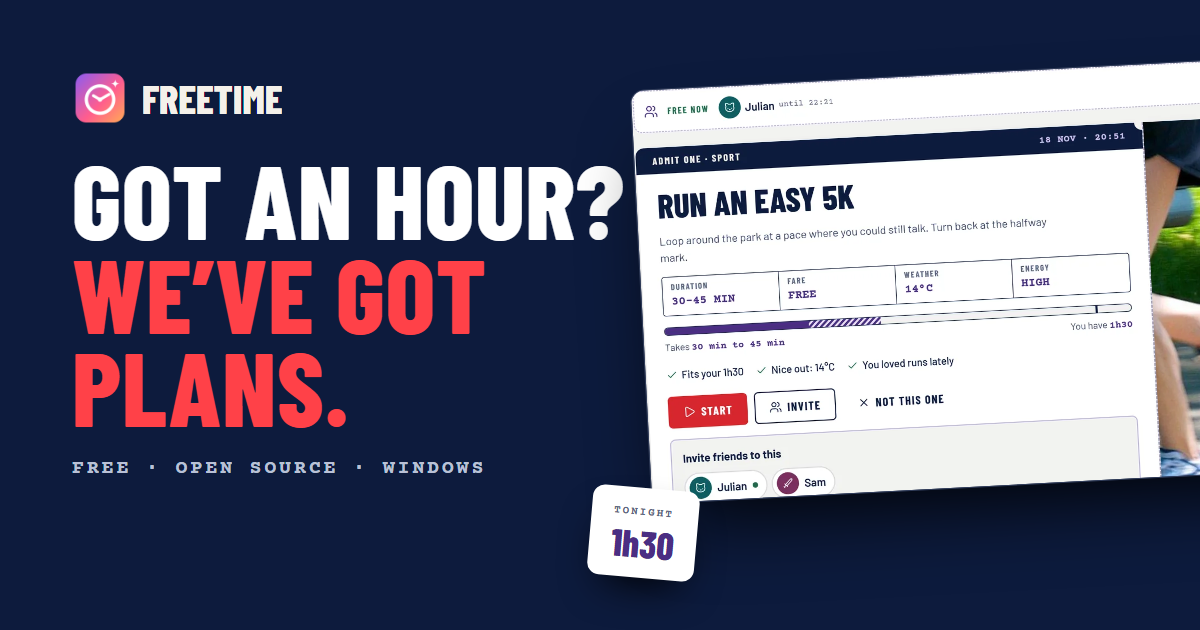 FREETIME
GOT AN HOUR?
WE’VE GOT
PLANS.
FREE · OPEN SOURCE · WINDOWS
FREE NOW Julian until 22:21
ADMIT ONE · SPORT 18 NOV · 20:51
RUN AN EASY 5K
Loop around the park at a pace where you could still talk. Turn back at the halfway
mark.
DURATION FARE WEATHER ENERGY
30–45 MIN FREE 14°C HIGH
Takes 30 min to 45 min You have 1h30
Fits your 1h30 Nice out: 14°C You loved runs lately
START INVITE NOT THIS ONE
Invite friends to this
Julian Sam
TONIGHT
1h30